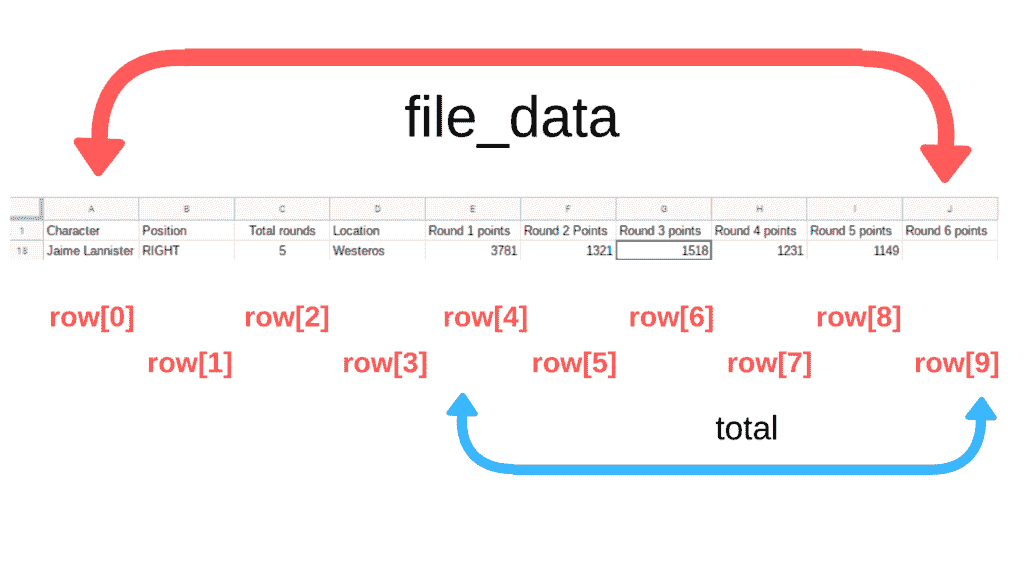 file_data
A B C D E F G H I J
1 Character Position Total rounds Location Round 1 points Round 2 Points Round 3 points Round 4 points Round 5 points Round 6 points
15 Jaime Lannister RIGHT 5 Westeros 3781 1321 1518 1231 1149
row[0] row[2] row[4] row[6] row[8]
row[1] row[3] row[5] row[7] row[9]
total